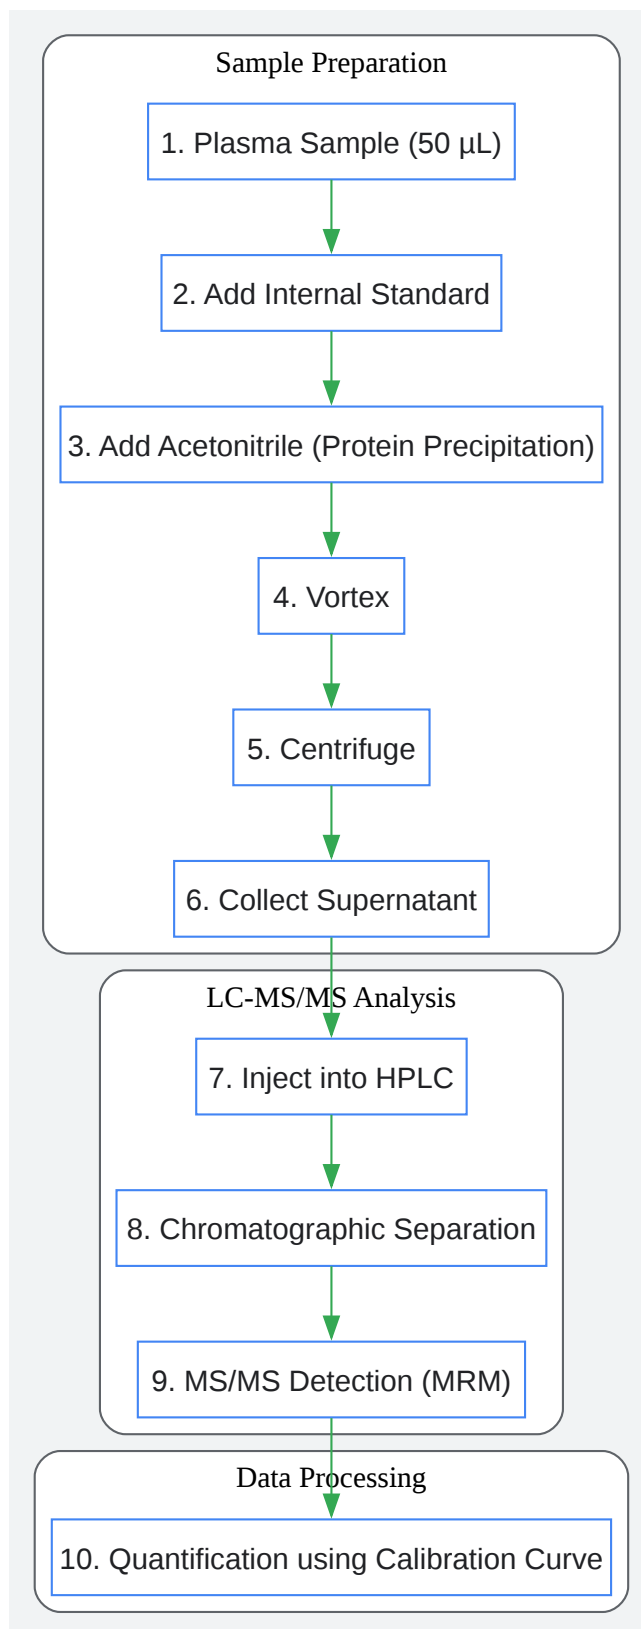 Sample Preparation
1. Plasma Sample (50 µL)
2. Add Internal Standard
3. Add Acetonitrile (Protein Precipitation)
4. Vortex
5. Centrifuge
6. Collect Supernatant
LC-MS/MS Analysis
7. Inject into HPLC
8. Chromatographic Separation
9. MS/MS Detection (MRM)
Data Processing
10. Quantification using Calibration Curve